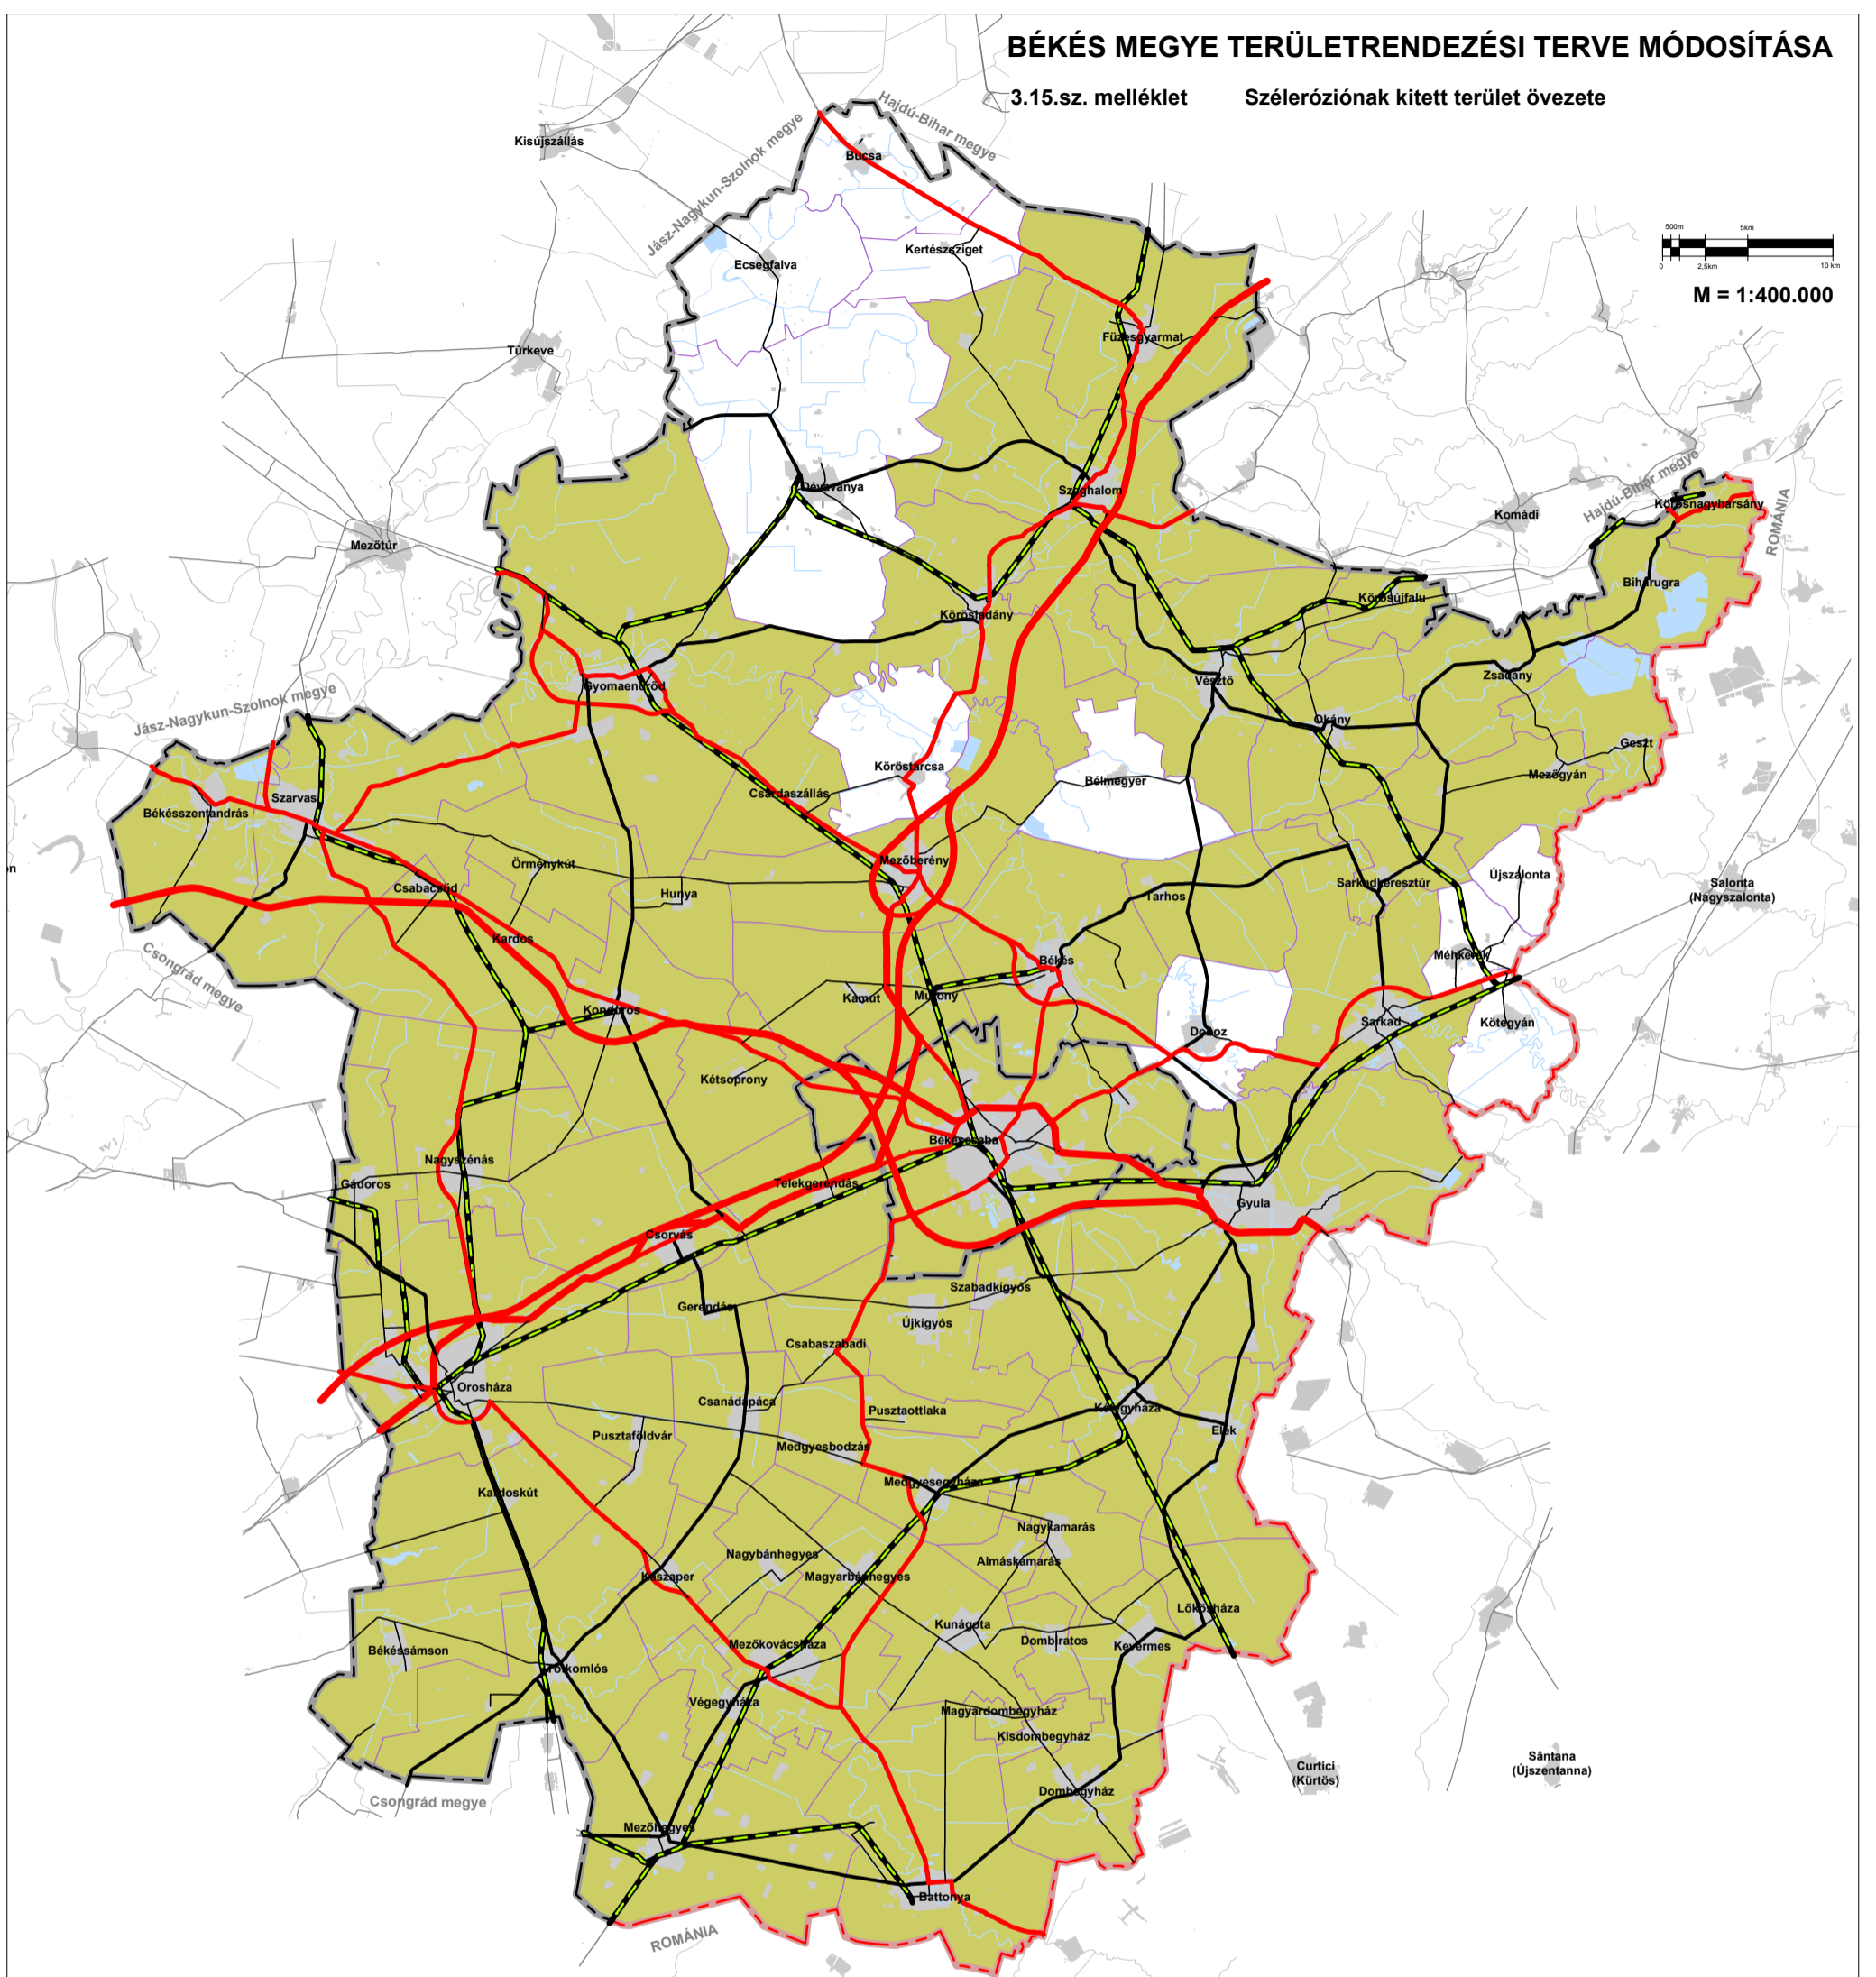 BÉKÉS MEGYE TERÜLETRENDEZÉSI TERVE MÓDOSÍTÁSA
3.15.sz. melléklet Széleróziónak kitett terület övezete
500m 5km
0 2,5km 10 km
M = 1:400.000
Hajdú-Bihar megye
Jász-Nagykun-Szolnok megye
Kisújszállás
Bucsa
Kertészsziget
Ecsegfalva
Füzesgyarmat
Túrkeve
Dévaványa
Szeghalom
Hajdú-Bihar megye
Körösnagyharsány
ROMÁNIA
Komádi
Mezőtúr
Biharugra
Körösújfalu
Körösladány
Zsadány
Vésztő
Gyomaendrőd
Jász-Nagykun-Szolnok megye
Okány
Geszt
Mezőgyán
Köröstarcsa
Bélmegyer
Csárdaszállás
Szarvas
Békésszentandrás
Mezőberény
Örménykút
Újszalonta
Csabacsűd
Hunya
Sarkadkeresztúr
Salonta
(Nagyszalonta)
Tarhos
Kardos
Csongrád megye
Méhkerék
Békés
Kamut
Murony
Kondoros
Sarkad
Kötegyán
Doboz
Kétsoprony
Békéscsaba
Nagyszénás
Gádoros
Telekgerendás
Gyula
Csorvás
Szabadkígyós
Gerendás
Újkígyós
Csabaszabadi
Orosháza
Csanádapáca
Pusztaottlaka
Kétegyháza
Elek
Pusztaföldvár
Medgyesbodzás
Medgyesegyháza
Kardoskút
Nagykamarás
Nagybánhegyes
Almáskamarás
Kaszaper
Magyarbánhegyes
Lőkösháza
Kunágota
Dombiratos
Kevermes
Békéssámson
Mezőkovácsháza
Tótkomlós
Végegyháza
Magyardombegyház
Kisdombegyház
Sântana
(Újszentanna)
Curtici
(Kürtös)
Dombegyház
Csongrád megye
Mezőhegyes
Battonya
ROMÁNIA